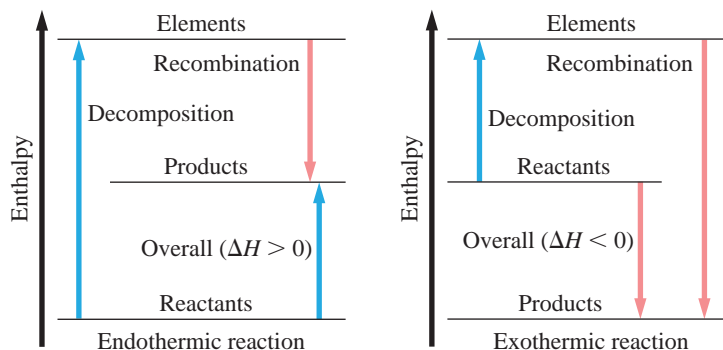 Elements
Recombination
Decomposition
Enthalpy
Products
Overall (ΔH > 0)
Reactants
Endothermic reaction
Elements
Recombination
Decomposition
Enthalpy
Reactants
Overall (ΔH < 0)
Products
Exothermic reaction